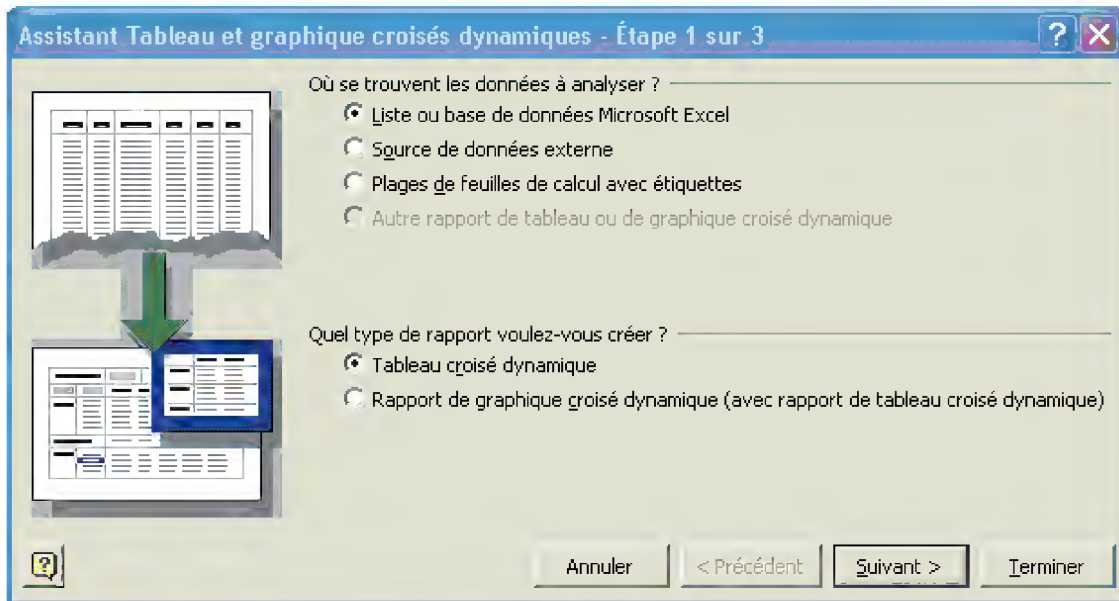 Assistant Tableau et graphique croisés dynamiques - Étape 1 sur 3
Où se trouvent les données à analyser ?
Liste ou base de données Microsoft Excel
Source de données externe
Plages de feuilles de calcul avec étiquettes
Autre rapport de tableau ou de graphique croisé dynamique
Quel type de rapport voulez-vous créer ?
Tableau croisé dynamique
Rapport de graphique croisé dynamique (avec rapport de tableau croisé dynamique)
Annuler
< Précédent
Suivant >
Terminer